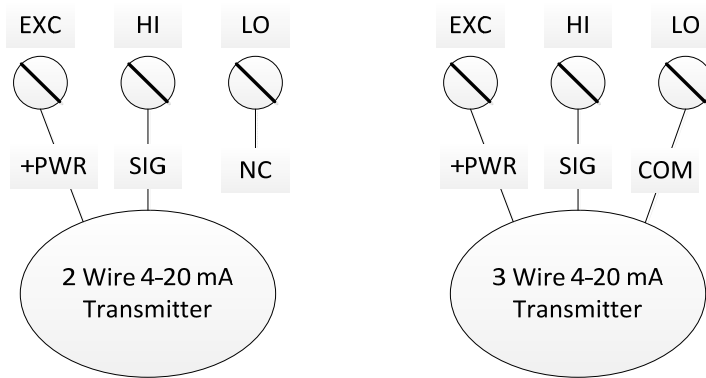 EXC HI LO
+PWR SIG NC
2 Wire 4-20 mA
Transmitter
EXC HI LO
+PWR SIG COM
3 Wire 4-20 mA
Transmitter